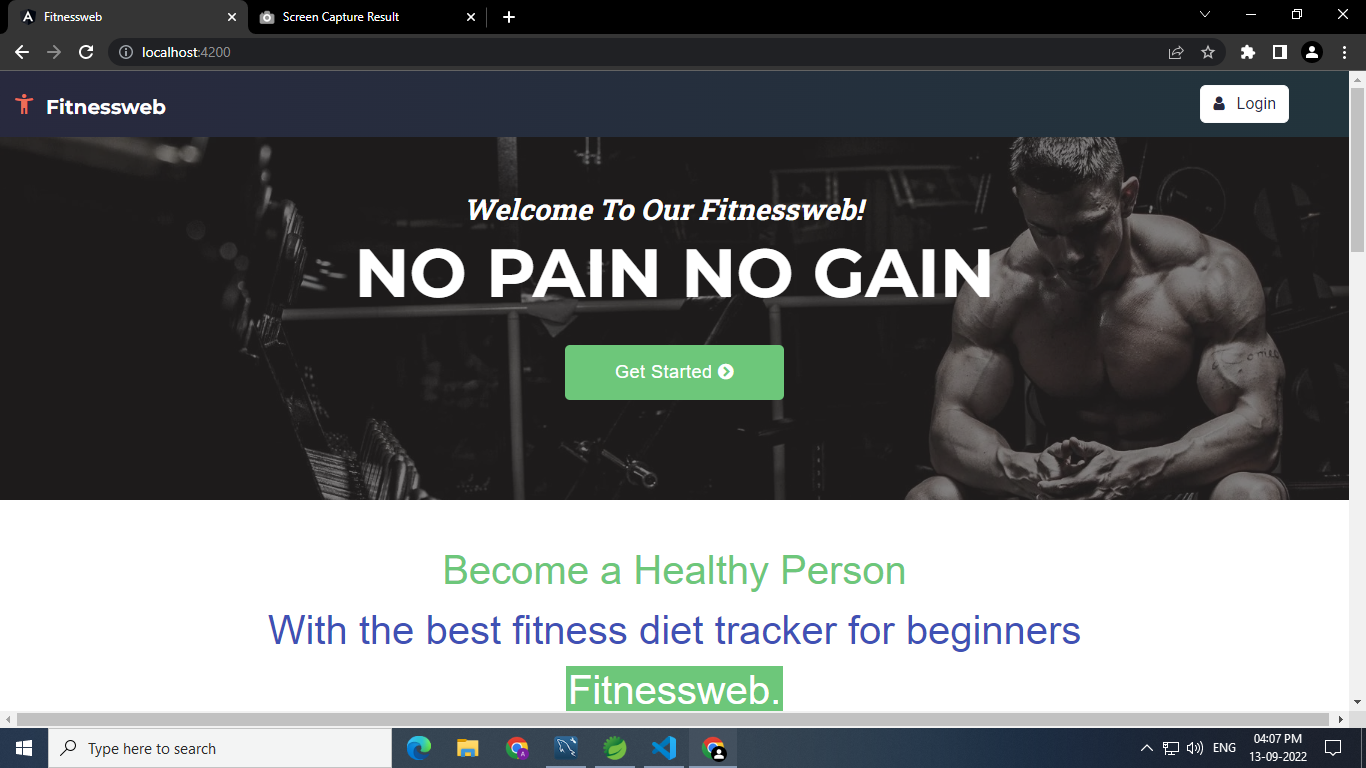 Fitnessweb
Screen Capture Result
localhost:4200
Fitnessweb
Login
Welcome To Our Fitnessweb!
NO PAIN NO GAIN
Get Started
Become a Healthy Person
With the best fitness diet tracker for beginners
Fitnessweb.
Type here to search
ENG
04:07 PM
13-09-2022